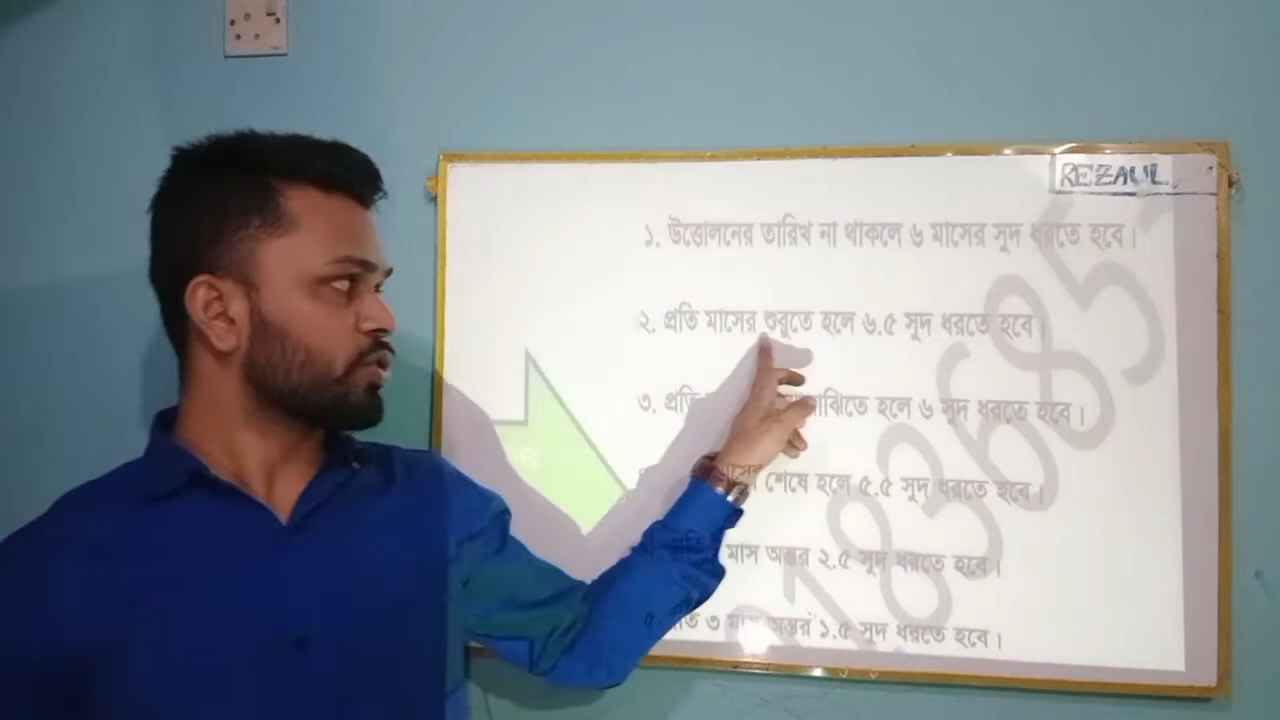 REZAUL
১. উত্তোলনের তারিখ না থাকলে ৬ মাসের সুদ ধরতে হবে।
২. প্রতি মাসের শুরুতে হলে ৬.৫ সুদ ধরতে হবে।
৩. প্রতি মাঝিতে হলে ৬ সুদ ধরতে হবে।
মাসের শেষে হলে ৫.৫ সুদ ধরতে হবে।
মাস অন্তর ২.৫ সুদ ধরতে হবে।
৫. প্রতি ৩ মাস অন্তর ১.৫ সুদ ধরতে হবে।